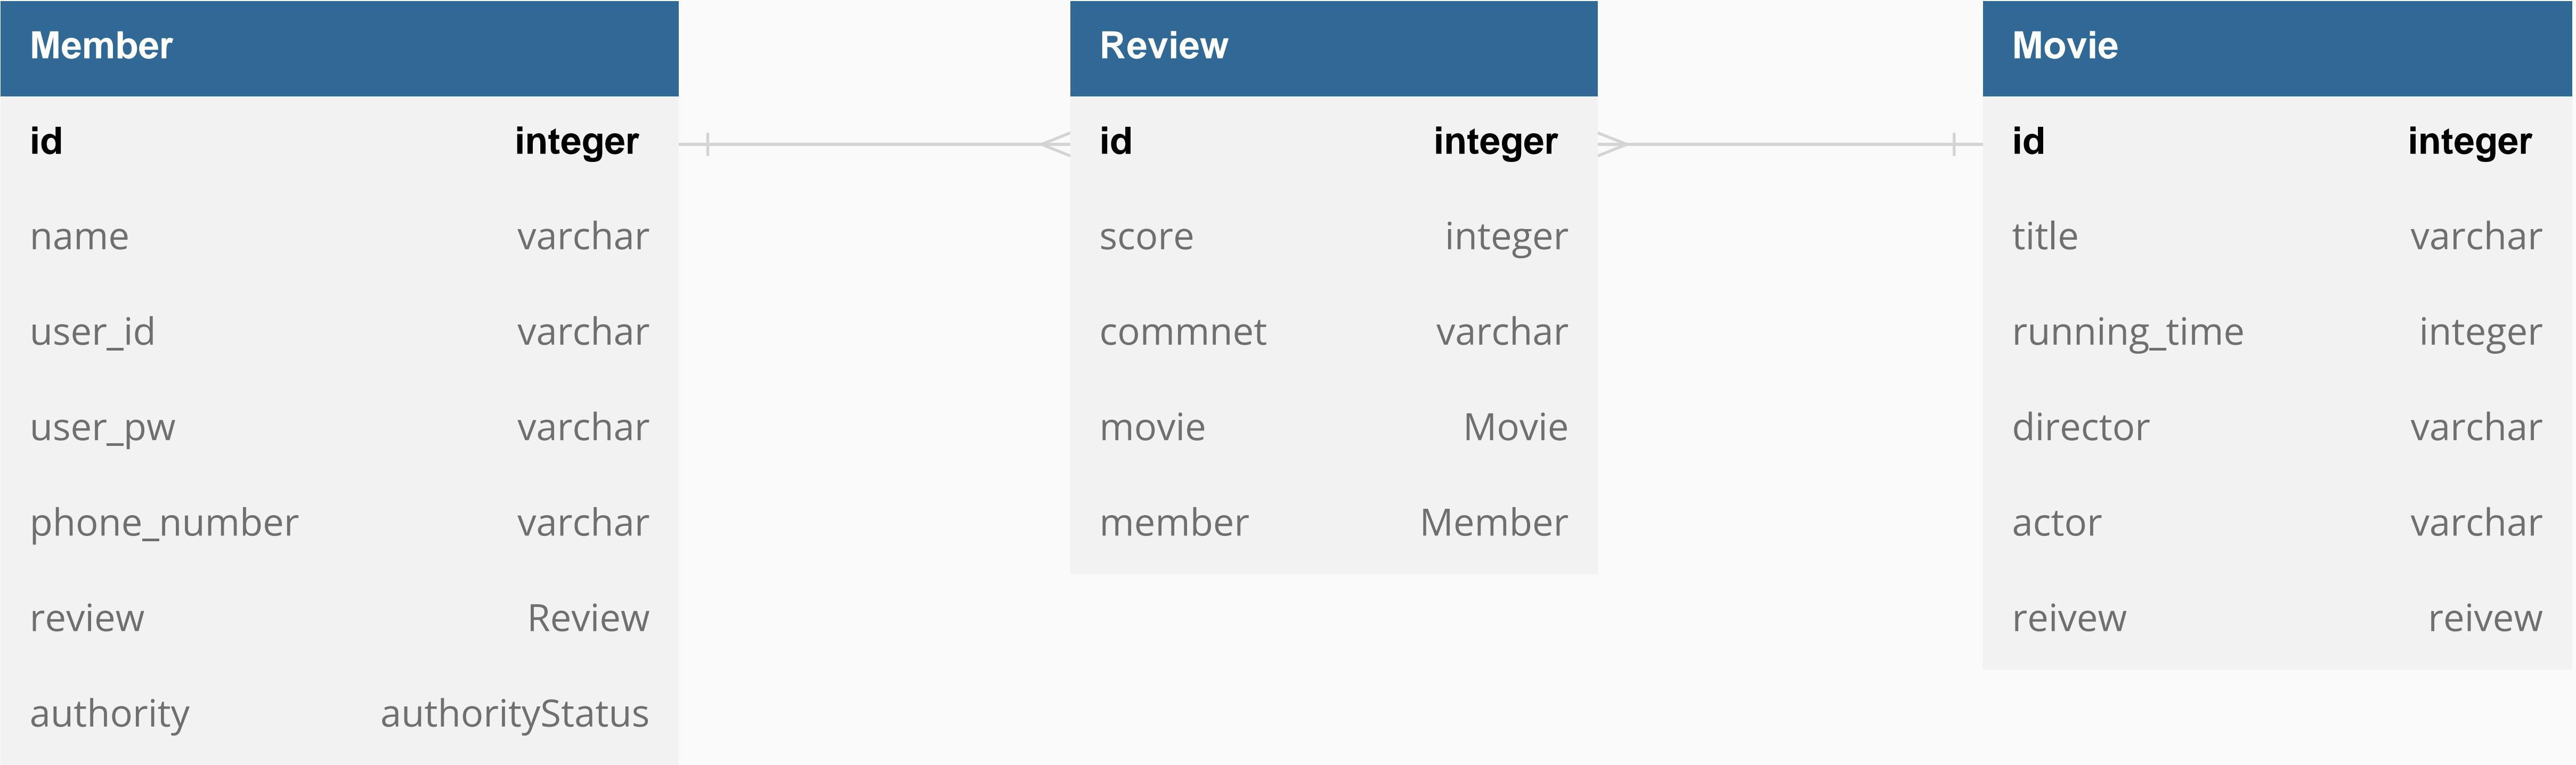 Member
id integer
name varchar
user_id varchar
user_pw varchar
phone_number varchar
review Review
authority authorityStatus
Review
id integer
score integer
commnet varchar
movie Movie
member Member
Movie
id integer
title varchar
running_time integer
director varchar
actor varchar
reivew reivew